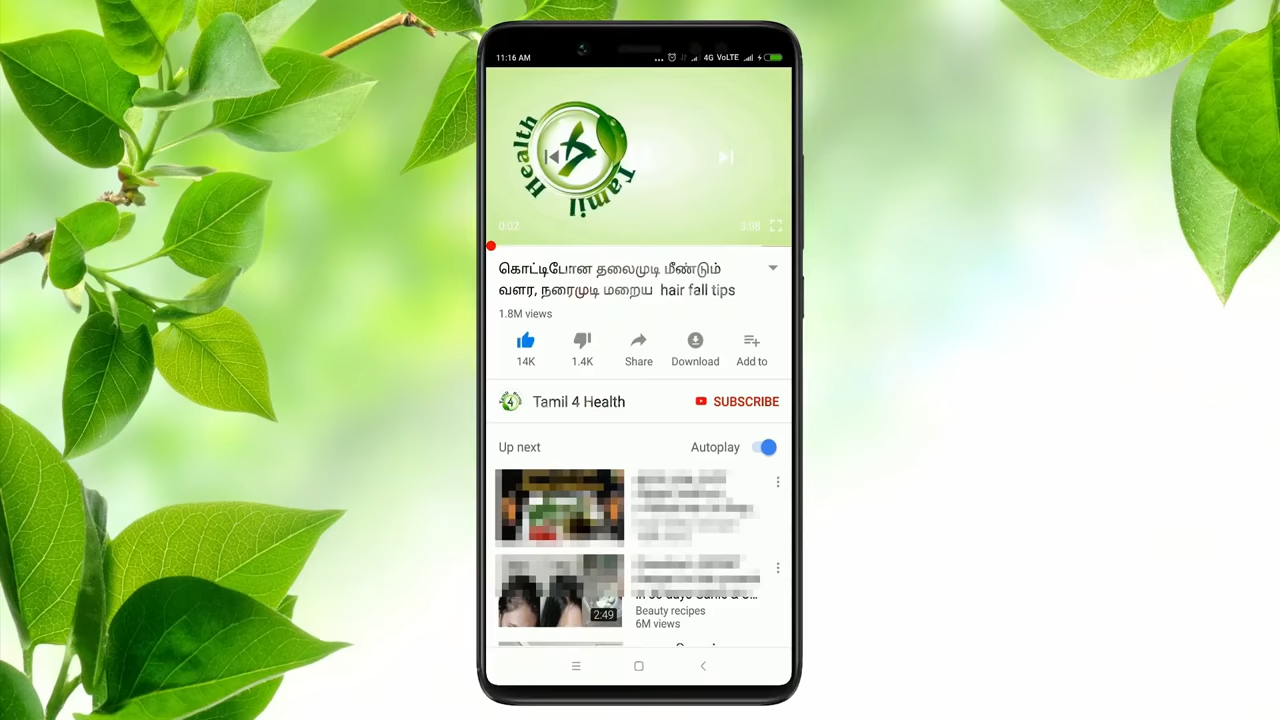 11:16 AM
4G VoLTE
Health
4
Tamil
0:02
3:08
கொட்டிபோன தலைமுடி மீண்டும்
வளர, நரைமுடி மறைய hair fall tips
1.8M views
14K
1.4K
Share
Download
Add to
4
Tamil 4 Health
SUBSCRIBE
Up next
Autoplay
2:49
Beauty recipes
6M views